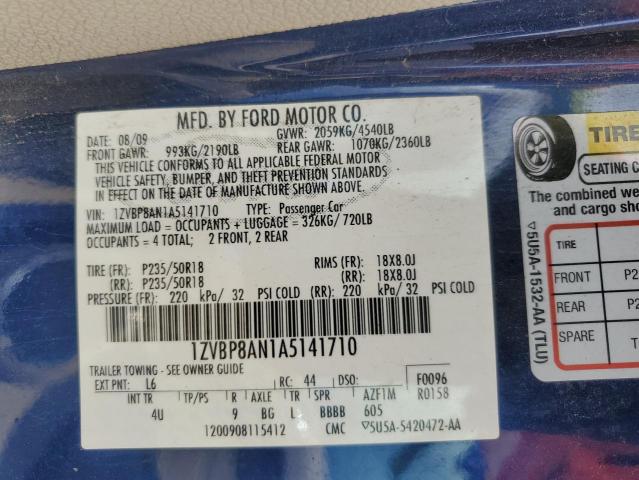 MFD. BY FORD MOTOR CO.
DATE: 08/09 GVWR: 2059KG/4540LB
FRONT GAWR: 993KG/2190LB REAR GAWR: 1070KG/2360LB
THIS VEHICLE CONFORMS TO ALL APPLICABLE FEDERAL MOTOR
VEHICLE SAFETY, BUMPER, AND THEFT PREVENTION STANDARDS
IN EFFECT ON THE DATE OF MANUFACTURE SHOWN ABOVE.
VIN: 1ZVBP8AN1A5141710 TYPE: Passenger Car
MAXIMUM LOAD = OCCUPANTS + LUGGAGE = 326KG/ 720LB
OCCUPANTS = 4 TOTAL; 2 FRONT, 2 REAR
TIRE (FR): P235/50R18 RIMS (FR): 18X8.0J
(RR): P235/50R18 (RR): 18X8.0J
PRESSURE (FR): 220 kPa/ 32 PSI COLD (RR): 220 kPa/ 32 PSI COLD
1ZVBP8AN1A5141710
TRAILER TOWING - SEE OWNER GUIDE
EXT PNT: L6 RC: 44 DSO: F0096
INT TR TP/PS R AXLE TR SPR AZF1M R0158
4U 9 BG L BBBB 605
1200908115412 CMC ▽5U5A-5420472-AA
TIRE
SEATING
The combined
and cargo
▽5U5A-1532-AA (TLU)
TIRE
FRONT P2
REAR P2
SPARE T